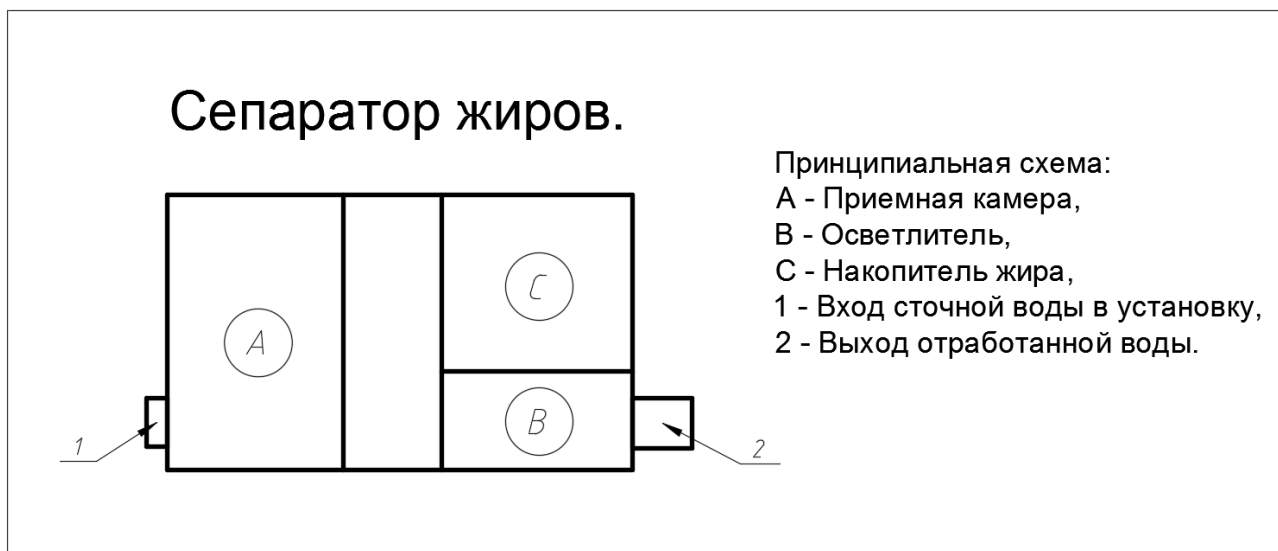 Сепаратор жиров.
Принципиальная схема:
А - Приемная камера,
В - Осветлитель,
С - Накопитель жира,
1 - Вход сточной воды в установку,
2 - Выход отработанной воды.
C
A
B
1
2